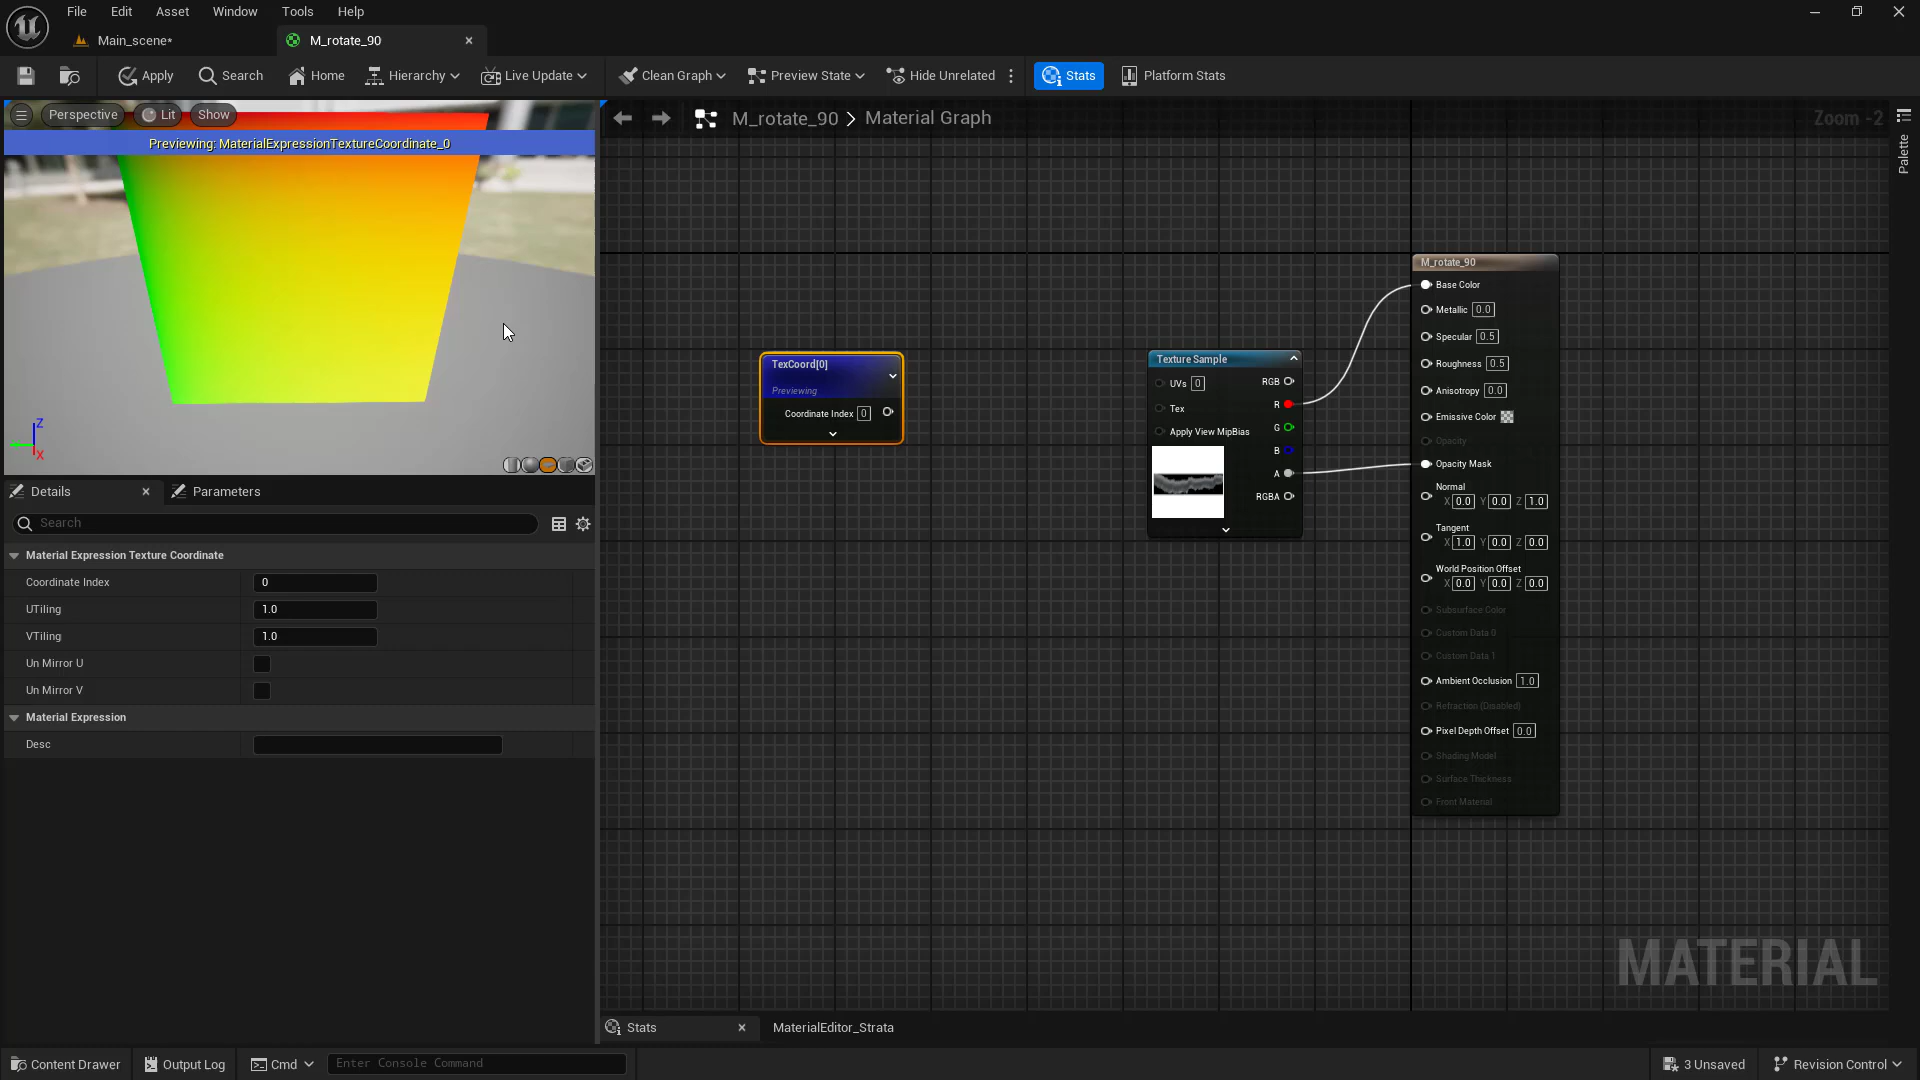 File Edit Asset Window Tools Help
Main_scene*
M_rotate_90
Apply Search Home Hierarchy Live Update Clean Graph Preview State Hide Unrelated Stats Platform Stats
Perspective Lit Show
Previewing: MaterialExpressionTextureCoordinate_0
Z
X
Details
Parameters
Search
Material Expression Texture Coordinate
Coordinate Index 0
UTiling 1.0
VTiling 1.0
Un Mirror U
Un Mirror V
Material Expression
Desc
M_rotate_90 > Material Graph
Zoom -2
Palette
TexCoord[0]
Previewing
Coordinate Index 0
Texture Sample
UVs 0
RGB
R
Tex
G
Apply View MipBias
B
A
RGBA
M_rotate_90
Base Color
Metallic 0.0
Specular 0.5
Roughness 0.5
Anisotropy 0.0
Emissive Color
Opacity
Opacity Mask
Normal
X 0.0 Y 0.0 Z 1.0
Tangent
X 1.0 Y 0.0 Z 0.0
World Position Offset
X 0.0 Y 0.0 Z 0.0
Subsurface Color
Custom Data 0
Custom Data 1
Ambient Occlusion 1.0
Refraction (Disabled)
Pixel Depth Offset 0.0
Shading Model
Surface Thickness
Front Material
MATERIAL
Stats
MaterialEditor_Strata
Content Drawer
Output Log
Cmd
Enter Console Command
3 Unsaved
Revision Control